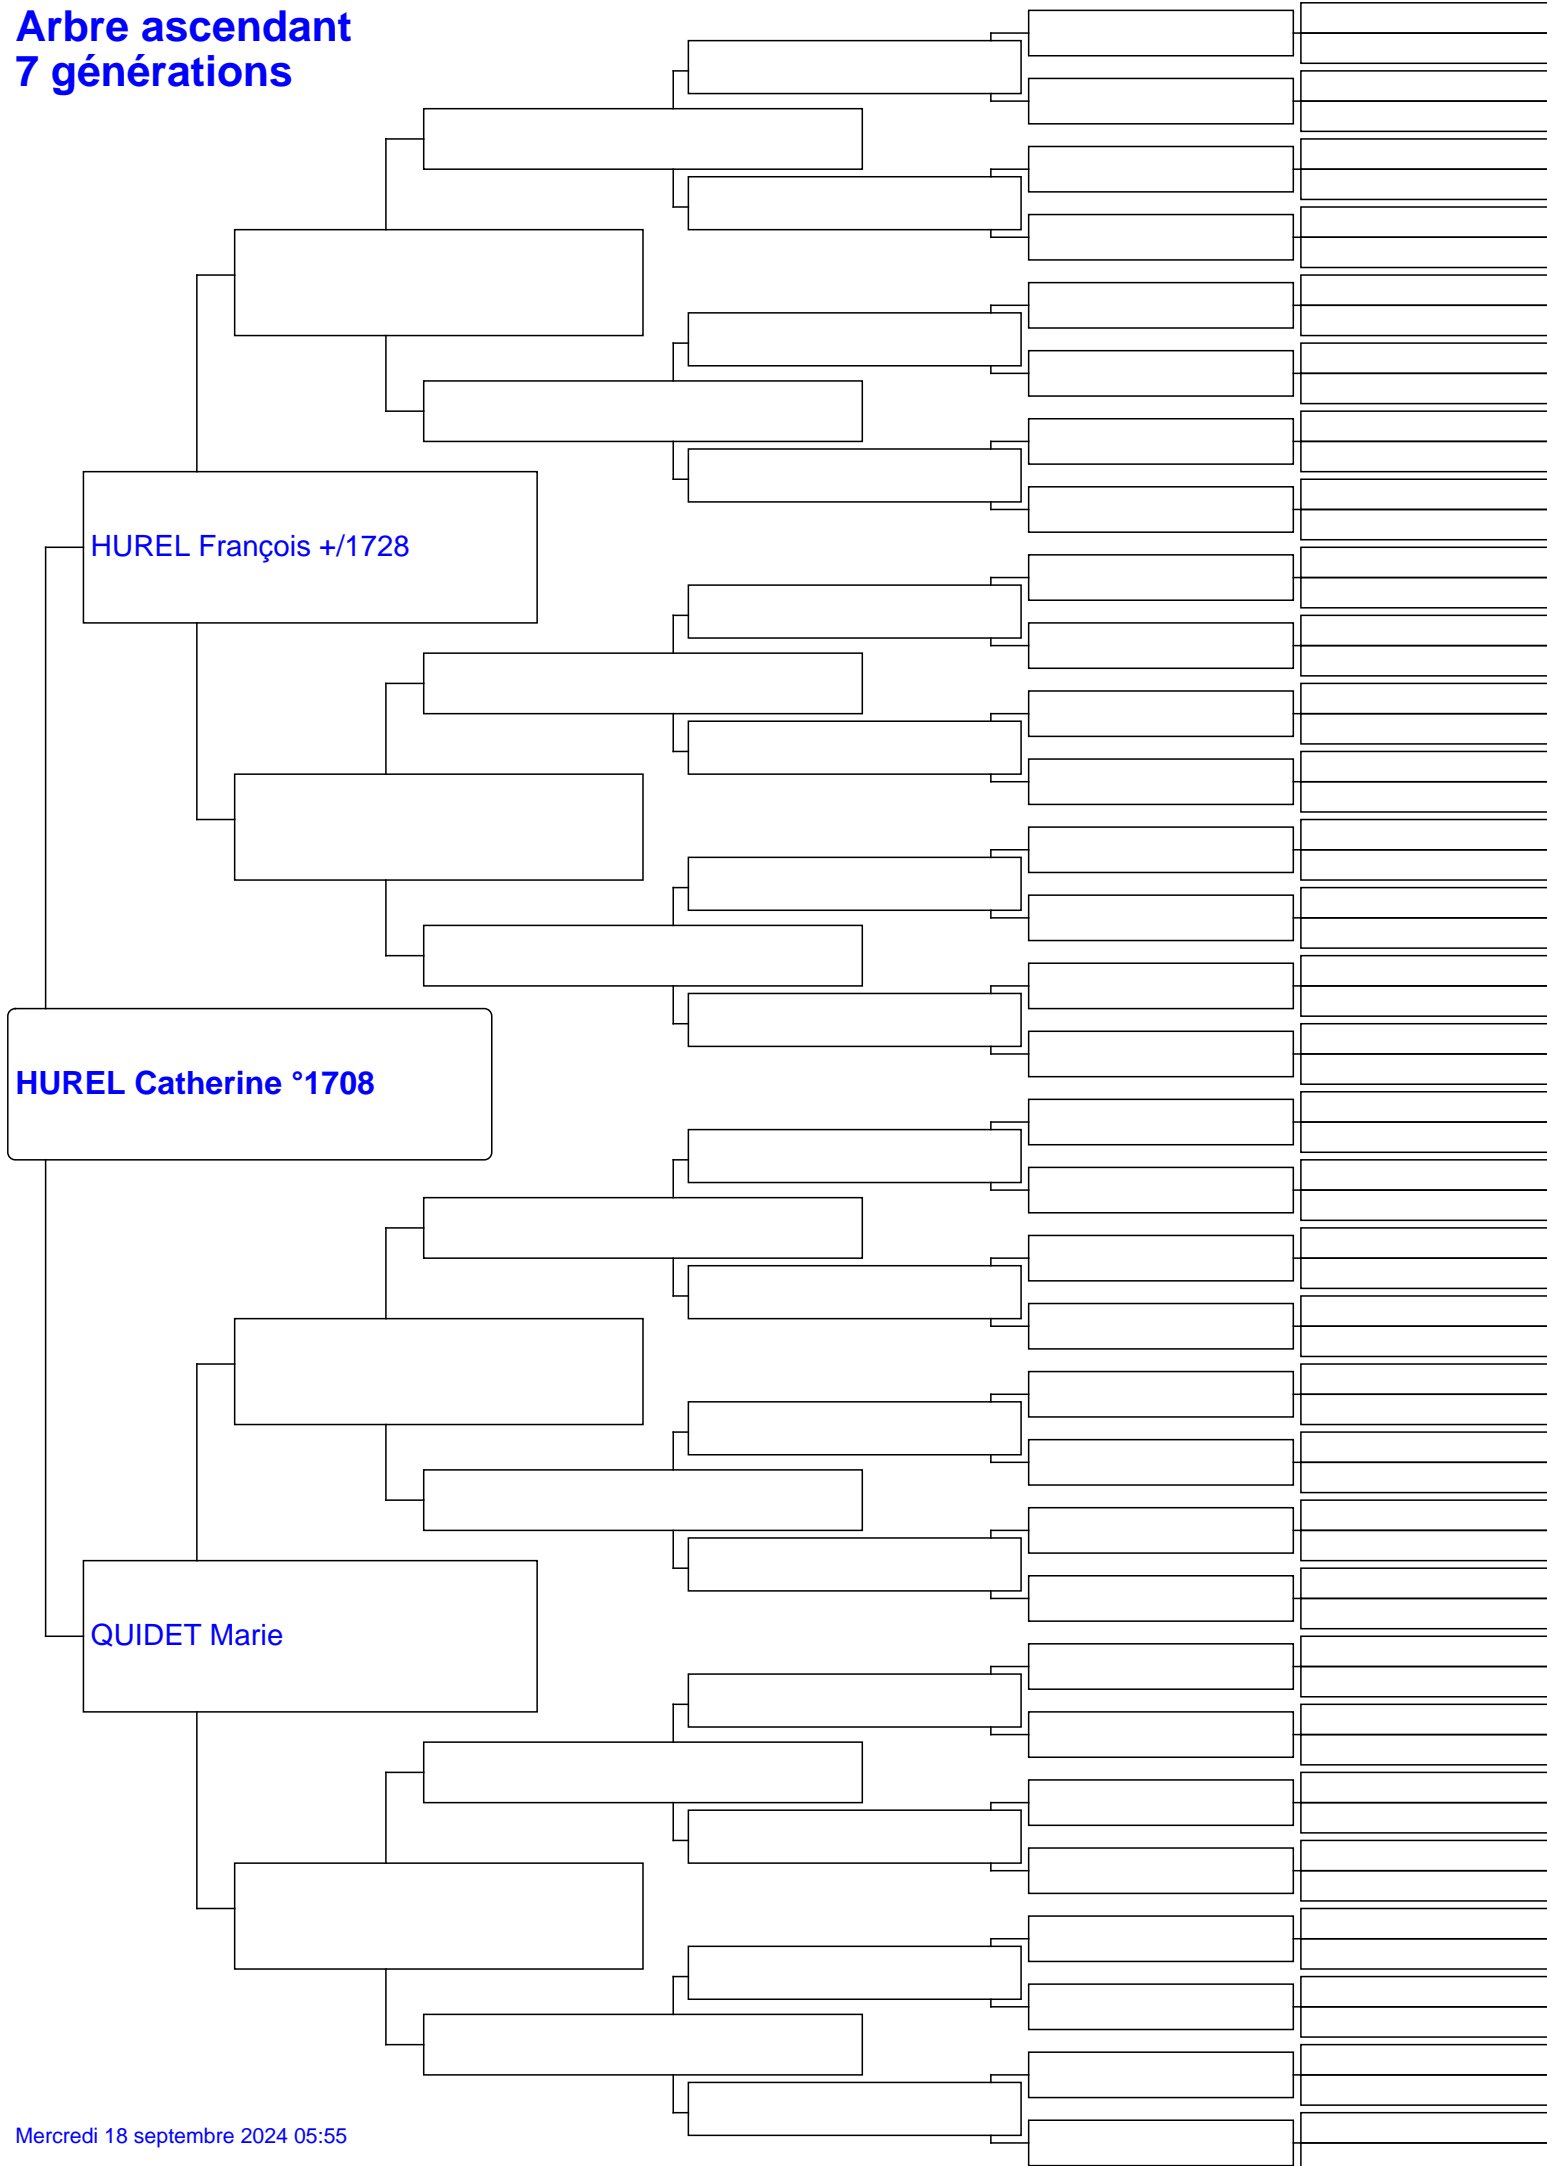 Arbre ascendant
7 générations
HUREL François +/1728
HUREL Catherine °1708
QUIDET Marie
Mercredi 18 septembre 2024 05:55